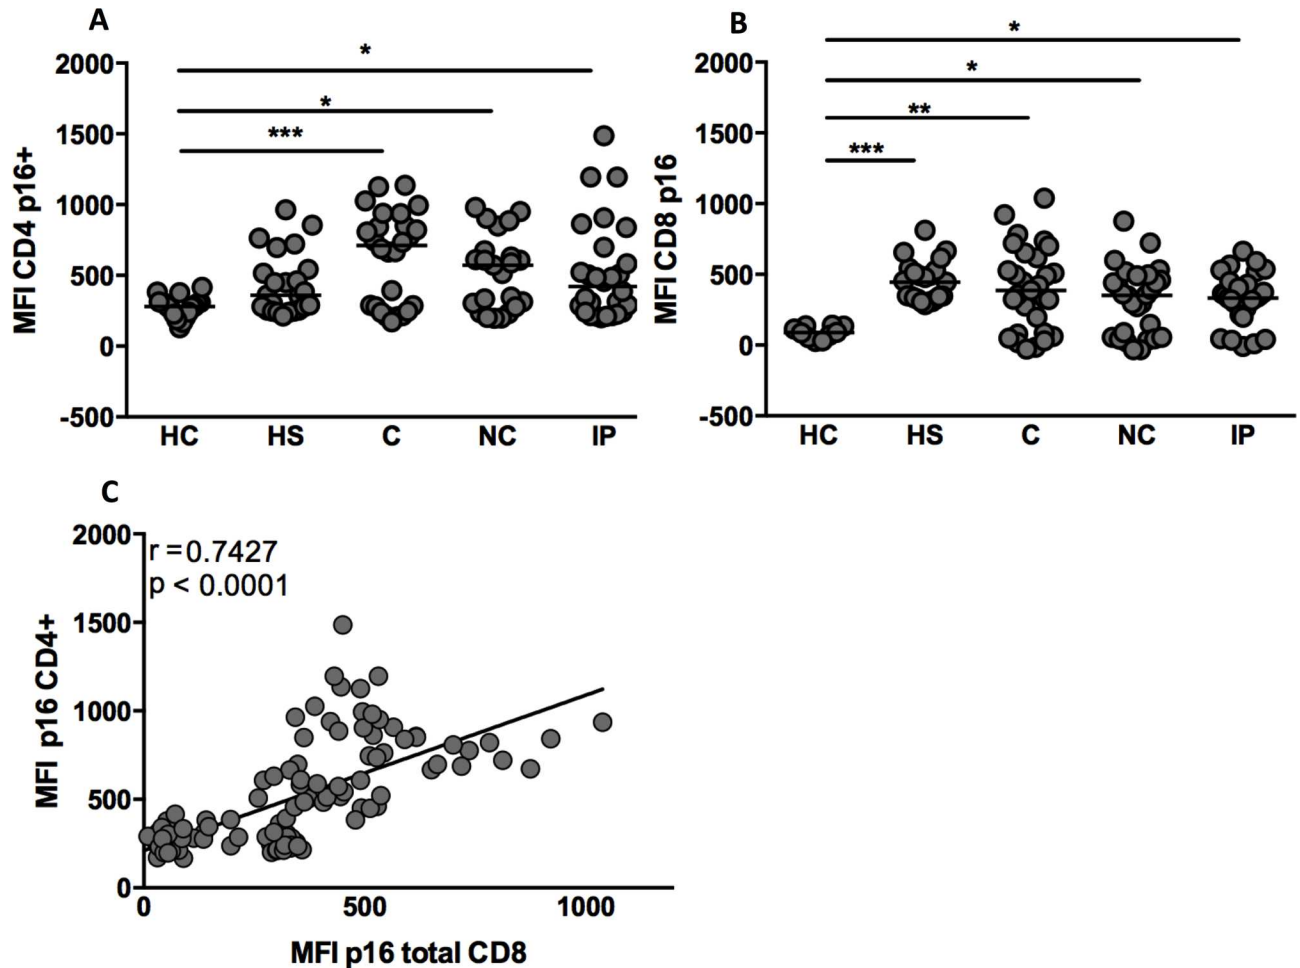 A
MFI CD4 p16+
2000
1500
1000
500
0
-500
*
*
***
HC HS C NC IP
B
MFI CD8 p16
2000
1500
1000
500
0
-500
*
*
**
***
HC HS C NC IP
C
MFI p16 CD4+
2000
1500
1000
500
0
r =0.7427
p < 0.0001
0 500 1000
MFI p16 total CD8